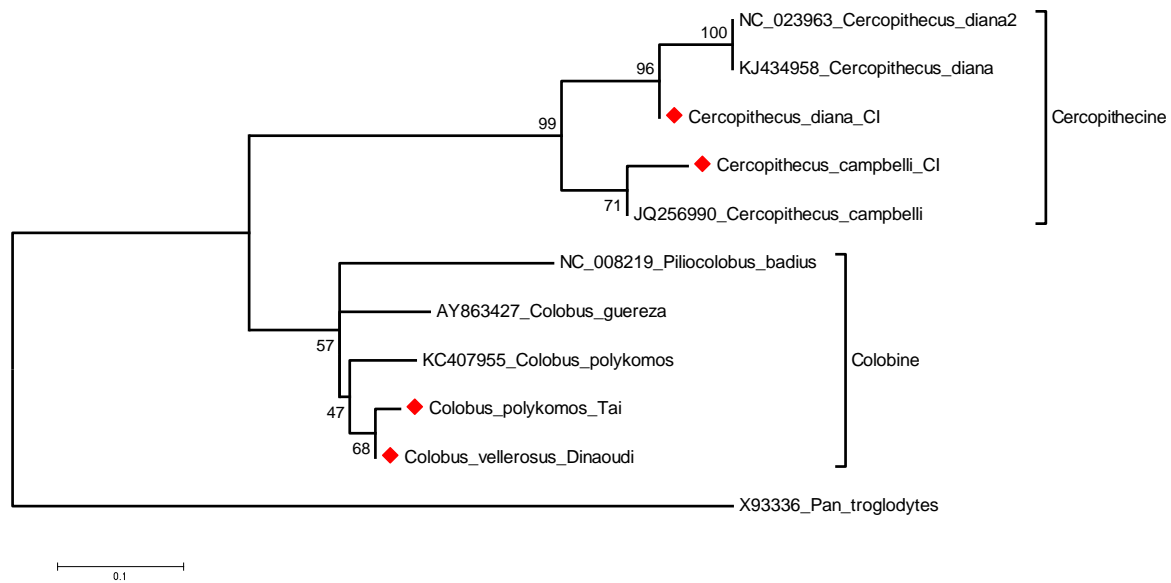 NC_023963_Cercopithecus_diana2
100
KJ434958_Cercopithecus_diana
96
Cercopithecus_diana_CI
Cercopithecine
99
Cercopithecus_campbelli_CI
71
JQ256990_Cercopithecus_campbelli
NC_008219_Piliocolobus_badius
AY863427_Colobus_guereza
57
KC407955_Colobus_polykomos
Colobine
47
Colobus_polykomos_Tai
68
Colobus_vellerosus_Dinaoudi
X93336_Pan_troglodytes
0.1